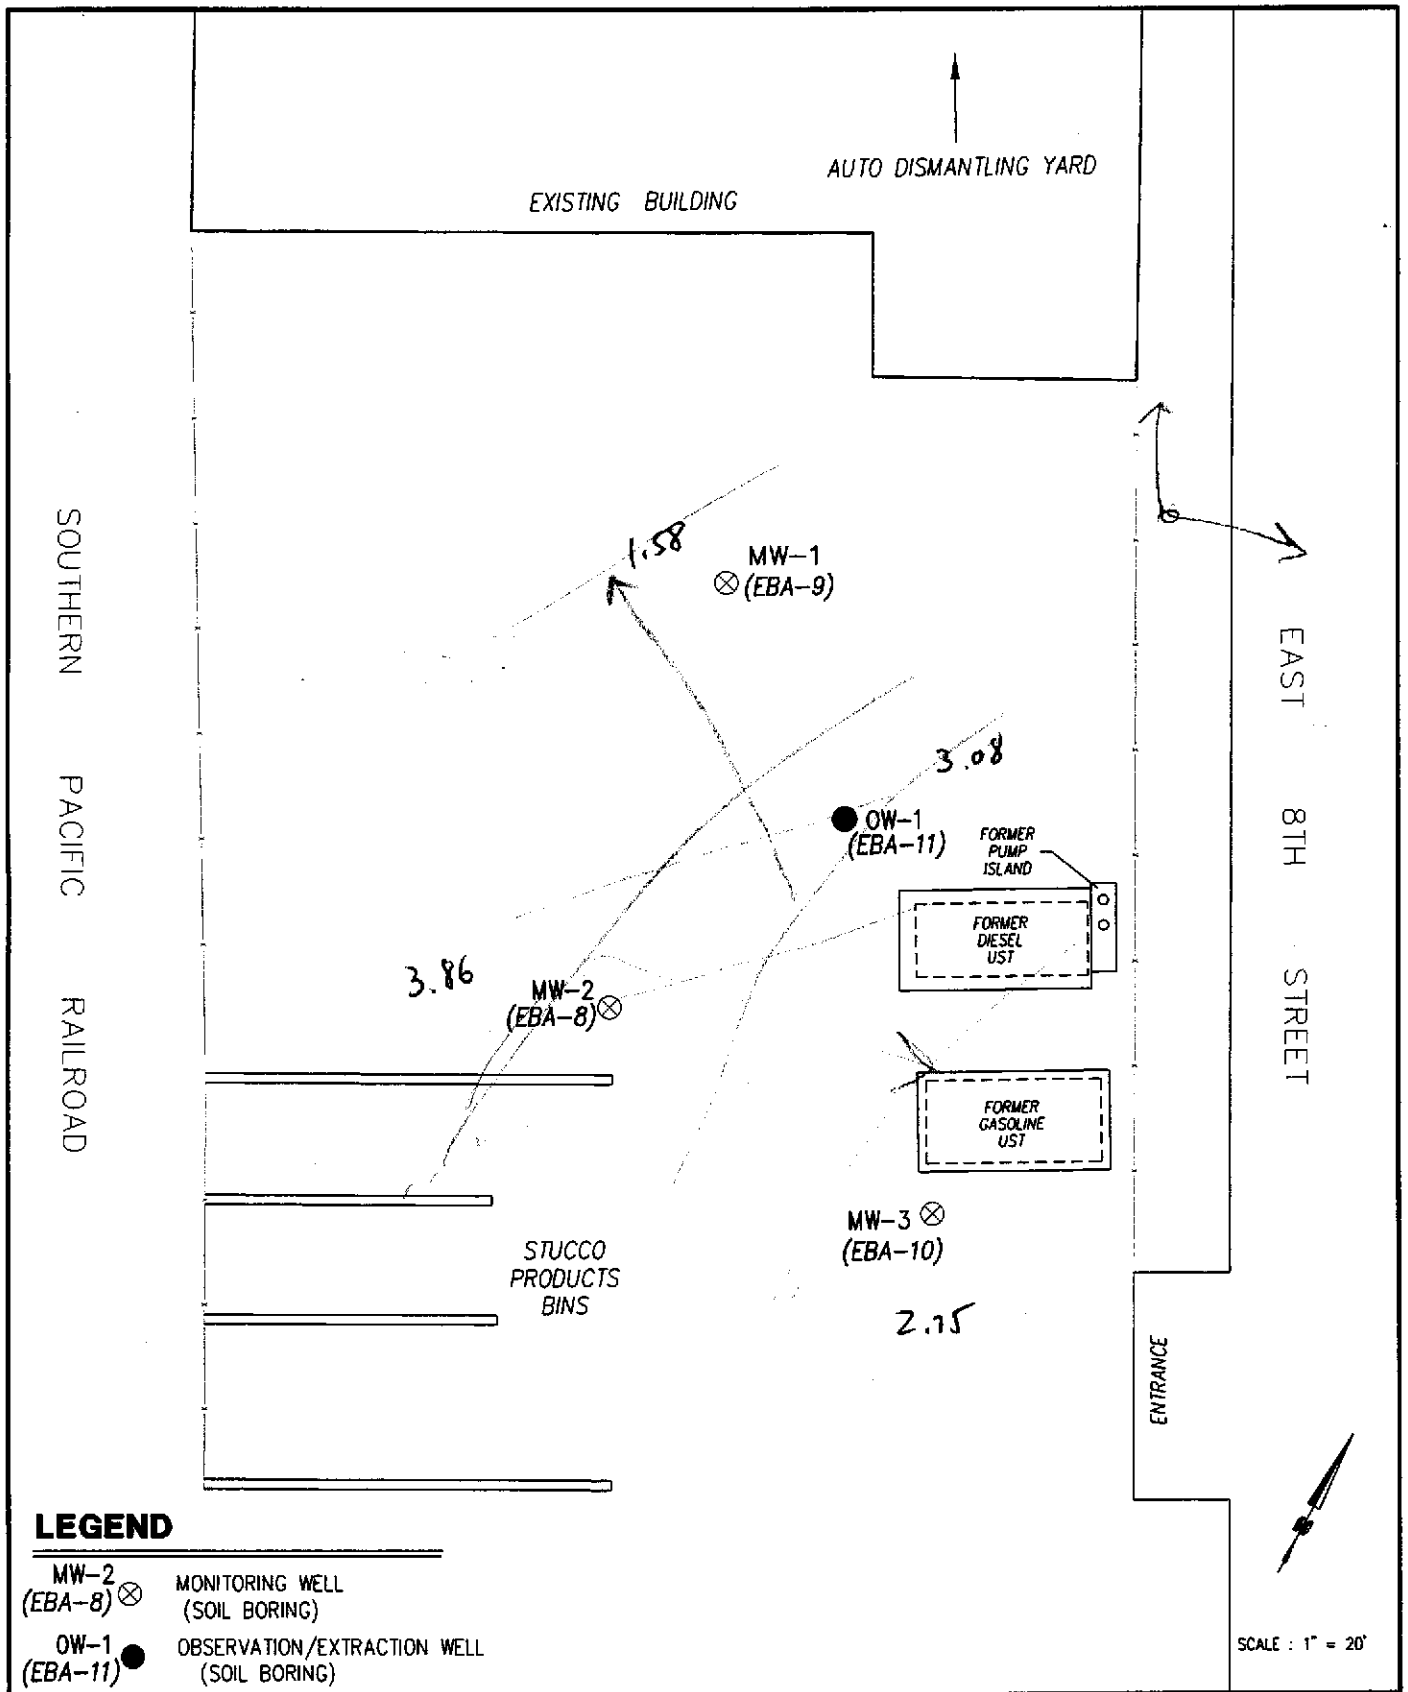 AUTO DISMANTLING YARD
EXISTING BUILDING
1.58
MW-1
(EBA-9)
SOUTHERN PACIFIC RAILROAD
EAST 8TH STREET
3.08
OW-1
(EBA-11)
FORMER
PUMP
ISLAND
FORMER
DIESEL
UST
3.86
MW-2
(EBA-8)
FORMER
GASOLINE
UST
MW-3
(EBA-10)
STUCCO
PRODUCTS
BINS
2.75
ENTRANCE
LEGEND
MW-2
(EBA-8)
MONITORING WELL
(SOIL BORING)
OW-1
(EBA-11)
OBSERVATION/EXTRACTION WELL
(SOIL BORING)
SCALE : 1" = 20'